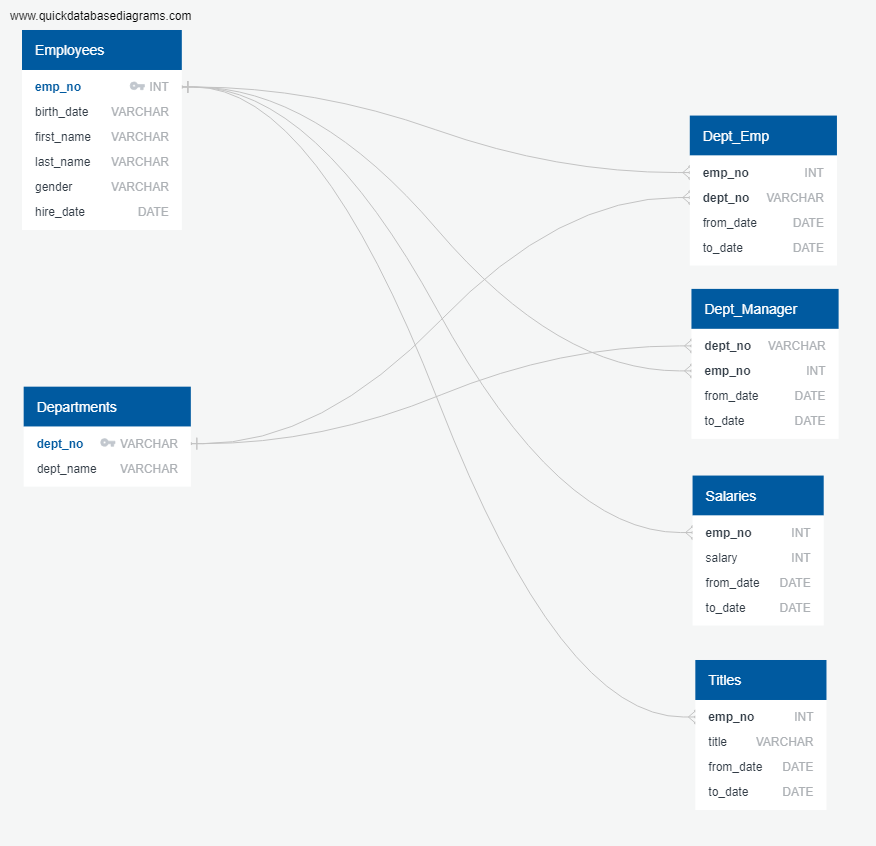 www.quickdatabasediagrams.com
Employees
emp_no INT
birth_date VARCHAR
first_name VARCHAR
last_name VARCHAR
gender VARCHAR
hire_date DATE
Departments
dept_no VARCHAR
dept_name VARCHAR
Dept_Emp
emp_no INT
dept_no VARCHAR
from_date DATE
to_date DATE
Dept_Manager
dept_no VARCHAR
emp_no INT
from_date DATE
to_date DATE
Salaries
emp_no INT
salary INT
from_date DATE
to_date DATE
Titles
emp_no INT
title VARCHAR
from_date DATE
to_date DATE